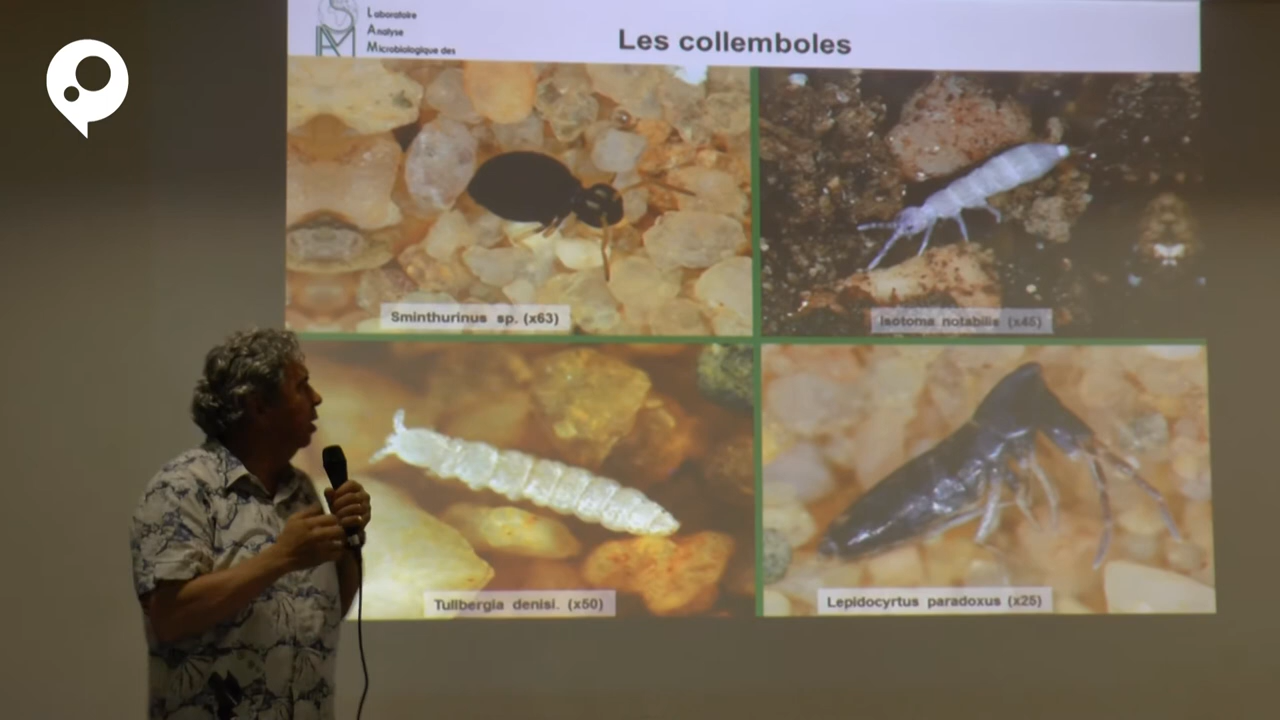 Laboratoire
Analyse
Microbiologique des
Les collemboles
Sminthurinus sp. (x63)
Isotoma notabilis (x45)
Tullbergia denisi. (x50)
Lepidocyrtus paradoxus (x25)